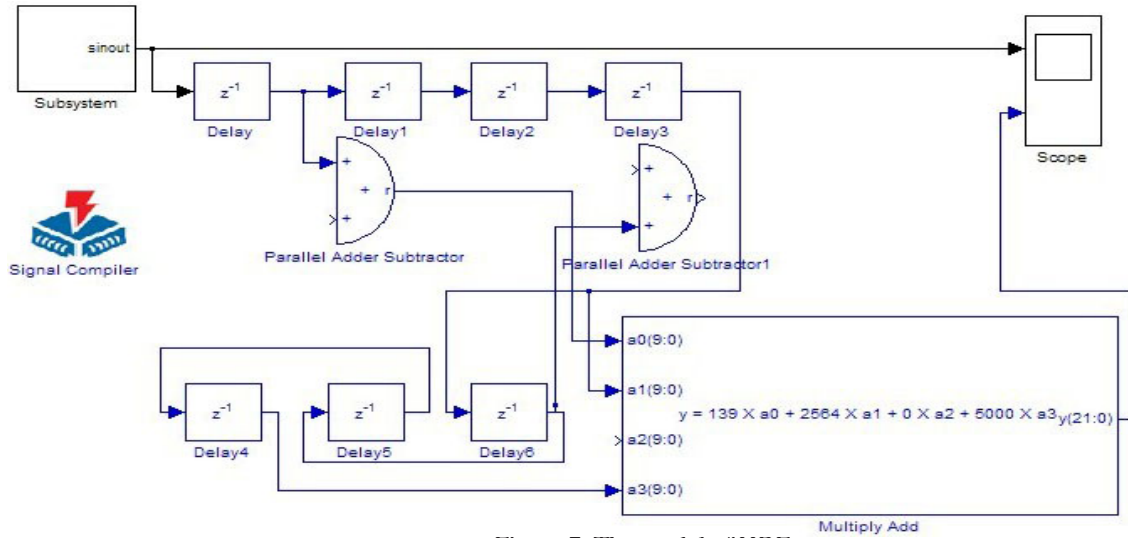 sinout
Subsystem
z-1
Delay
z-1
Delay1
z-1
Delay2
z-1
Delay3
Scope
+
+ r
+
Parallel Adder Subtractor
+
+ r
+
Parallel Adder Subtractor1
Signal Compiler
z-1
Delay4
z-1
Delay5
z-1
Delay6
a0(9:0)
a1(9:0)
y = 139 X a0 + 2564 X a1 + 0 X a2 + 5000 X a3 y(21:0)
a2(9:0)
a3(9:0)
Multiply Add